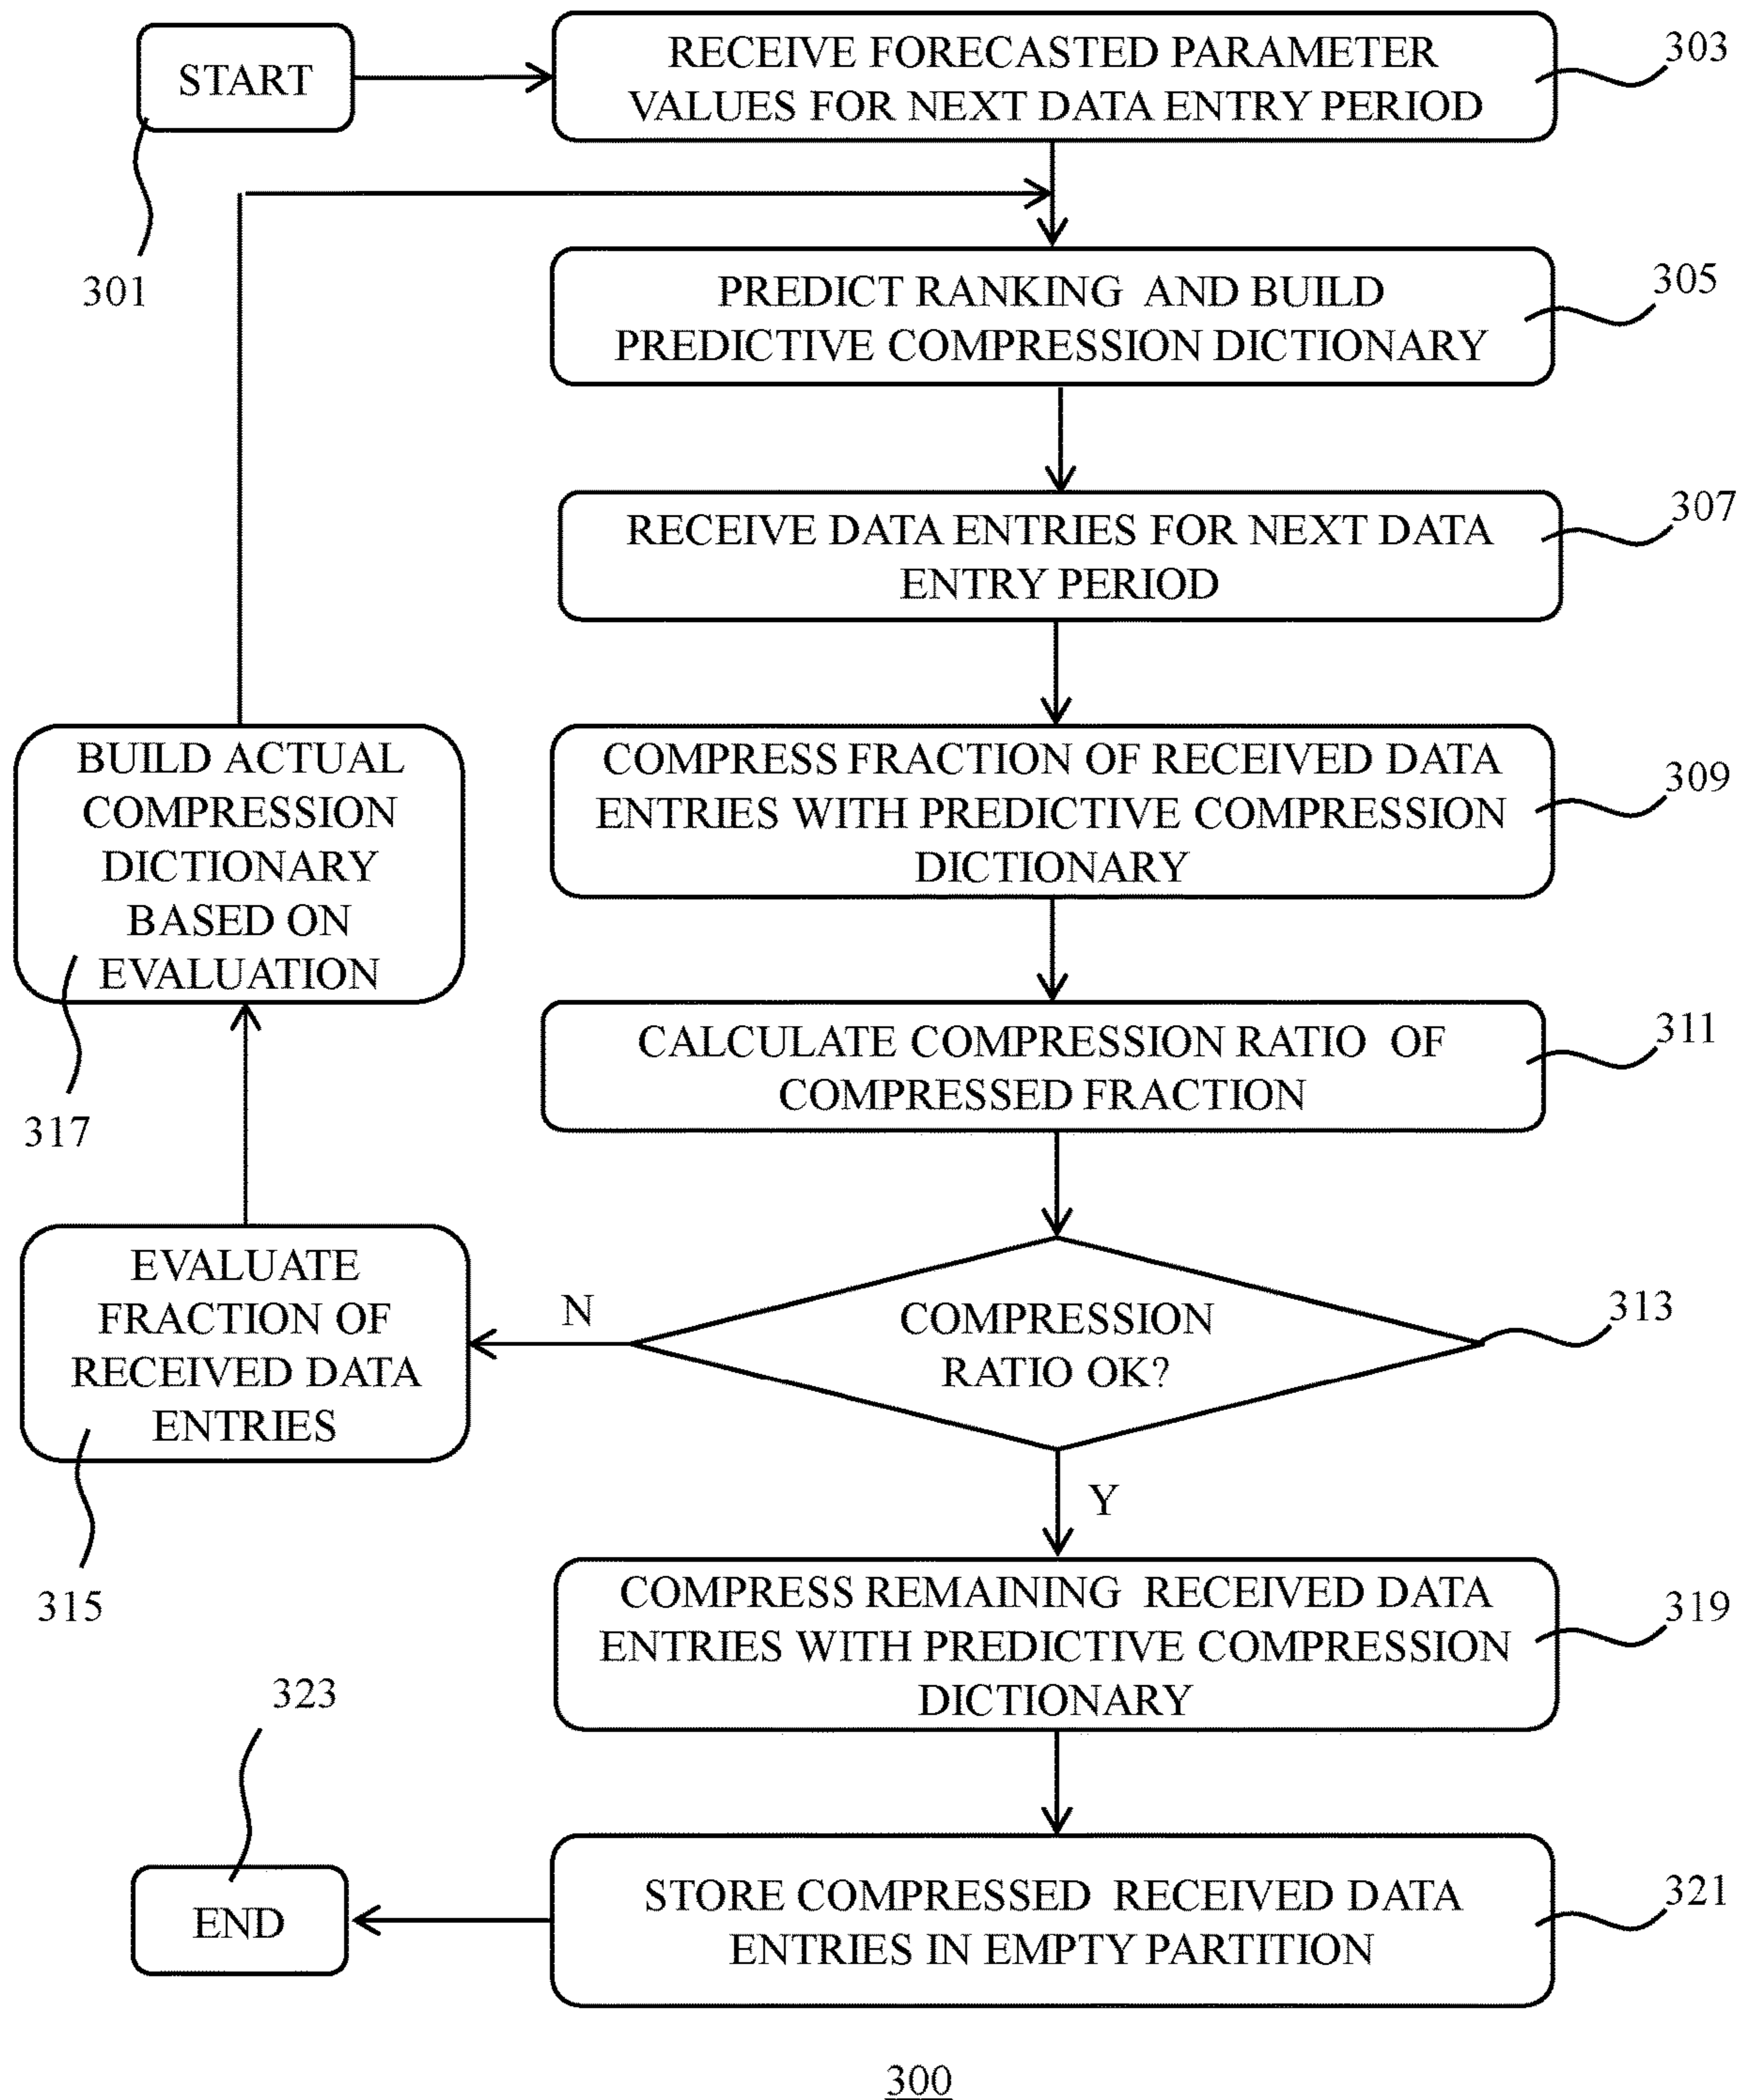 START
RECEIVE FORECASTED PARAMETER
VALUES FOR NEXT DATA ENTRY PERIOD
303
301
PREDICT RANKING AND BUILD
PREDICTIVE COMPRESSION DICTIONARY
305
RECEIVE DATA ENTRIES FOR NEXT DATA
ENTRY PERIOD
307
COMPRESS FRACTION OF RECEIVED DATA
ENTRIES WITH PREDICTIVE COMPRESSION
DICTIONARY
309
BUILD ACTUAL
COMPRESSION
DICTIONARY
BASED ON
EVALUATION
317
CALCULATE COMPRESSION RATIO OF
COMPRESSED FRACTION
311
COMPRESSION
RATIO OK?
313
N
EVALUATE
FRACTION OF
RECEIVED DATA
ENTRIES
315
Y
COMPRESS REMAINING RECEIVED DATA
ENTRIES WITH PREDICTIVE COMPRESSION
DICTIONARY
319
STORE COMPRESSED RECEIVED DATA
ENTRIES IN EMPTY PARTITION
321
323
END
300